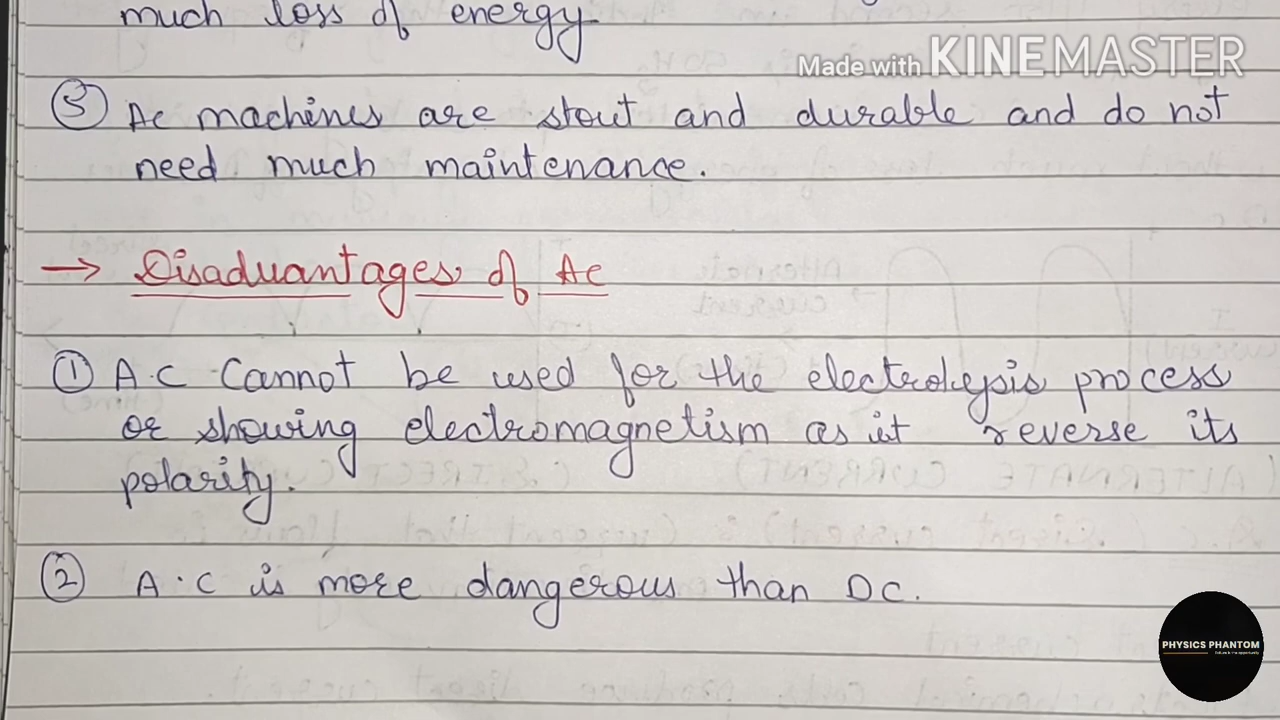 much loss of energy
Made with KINEMASTER
⑤ Ac machines are stout and durable and do not
need much maintenance.
→ Disaduantages of Ac
① A.C Cannot be used for the electrolysis process
or showing electromagnetism as it reverse its
polarity.
② A.C is more dangerous than DC.
PHYSICS PHANTOM